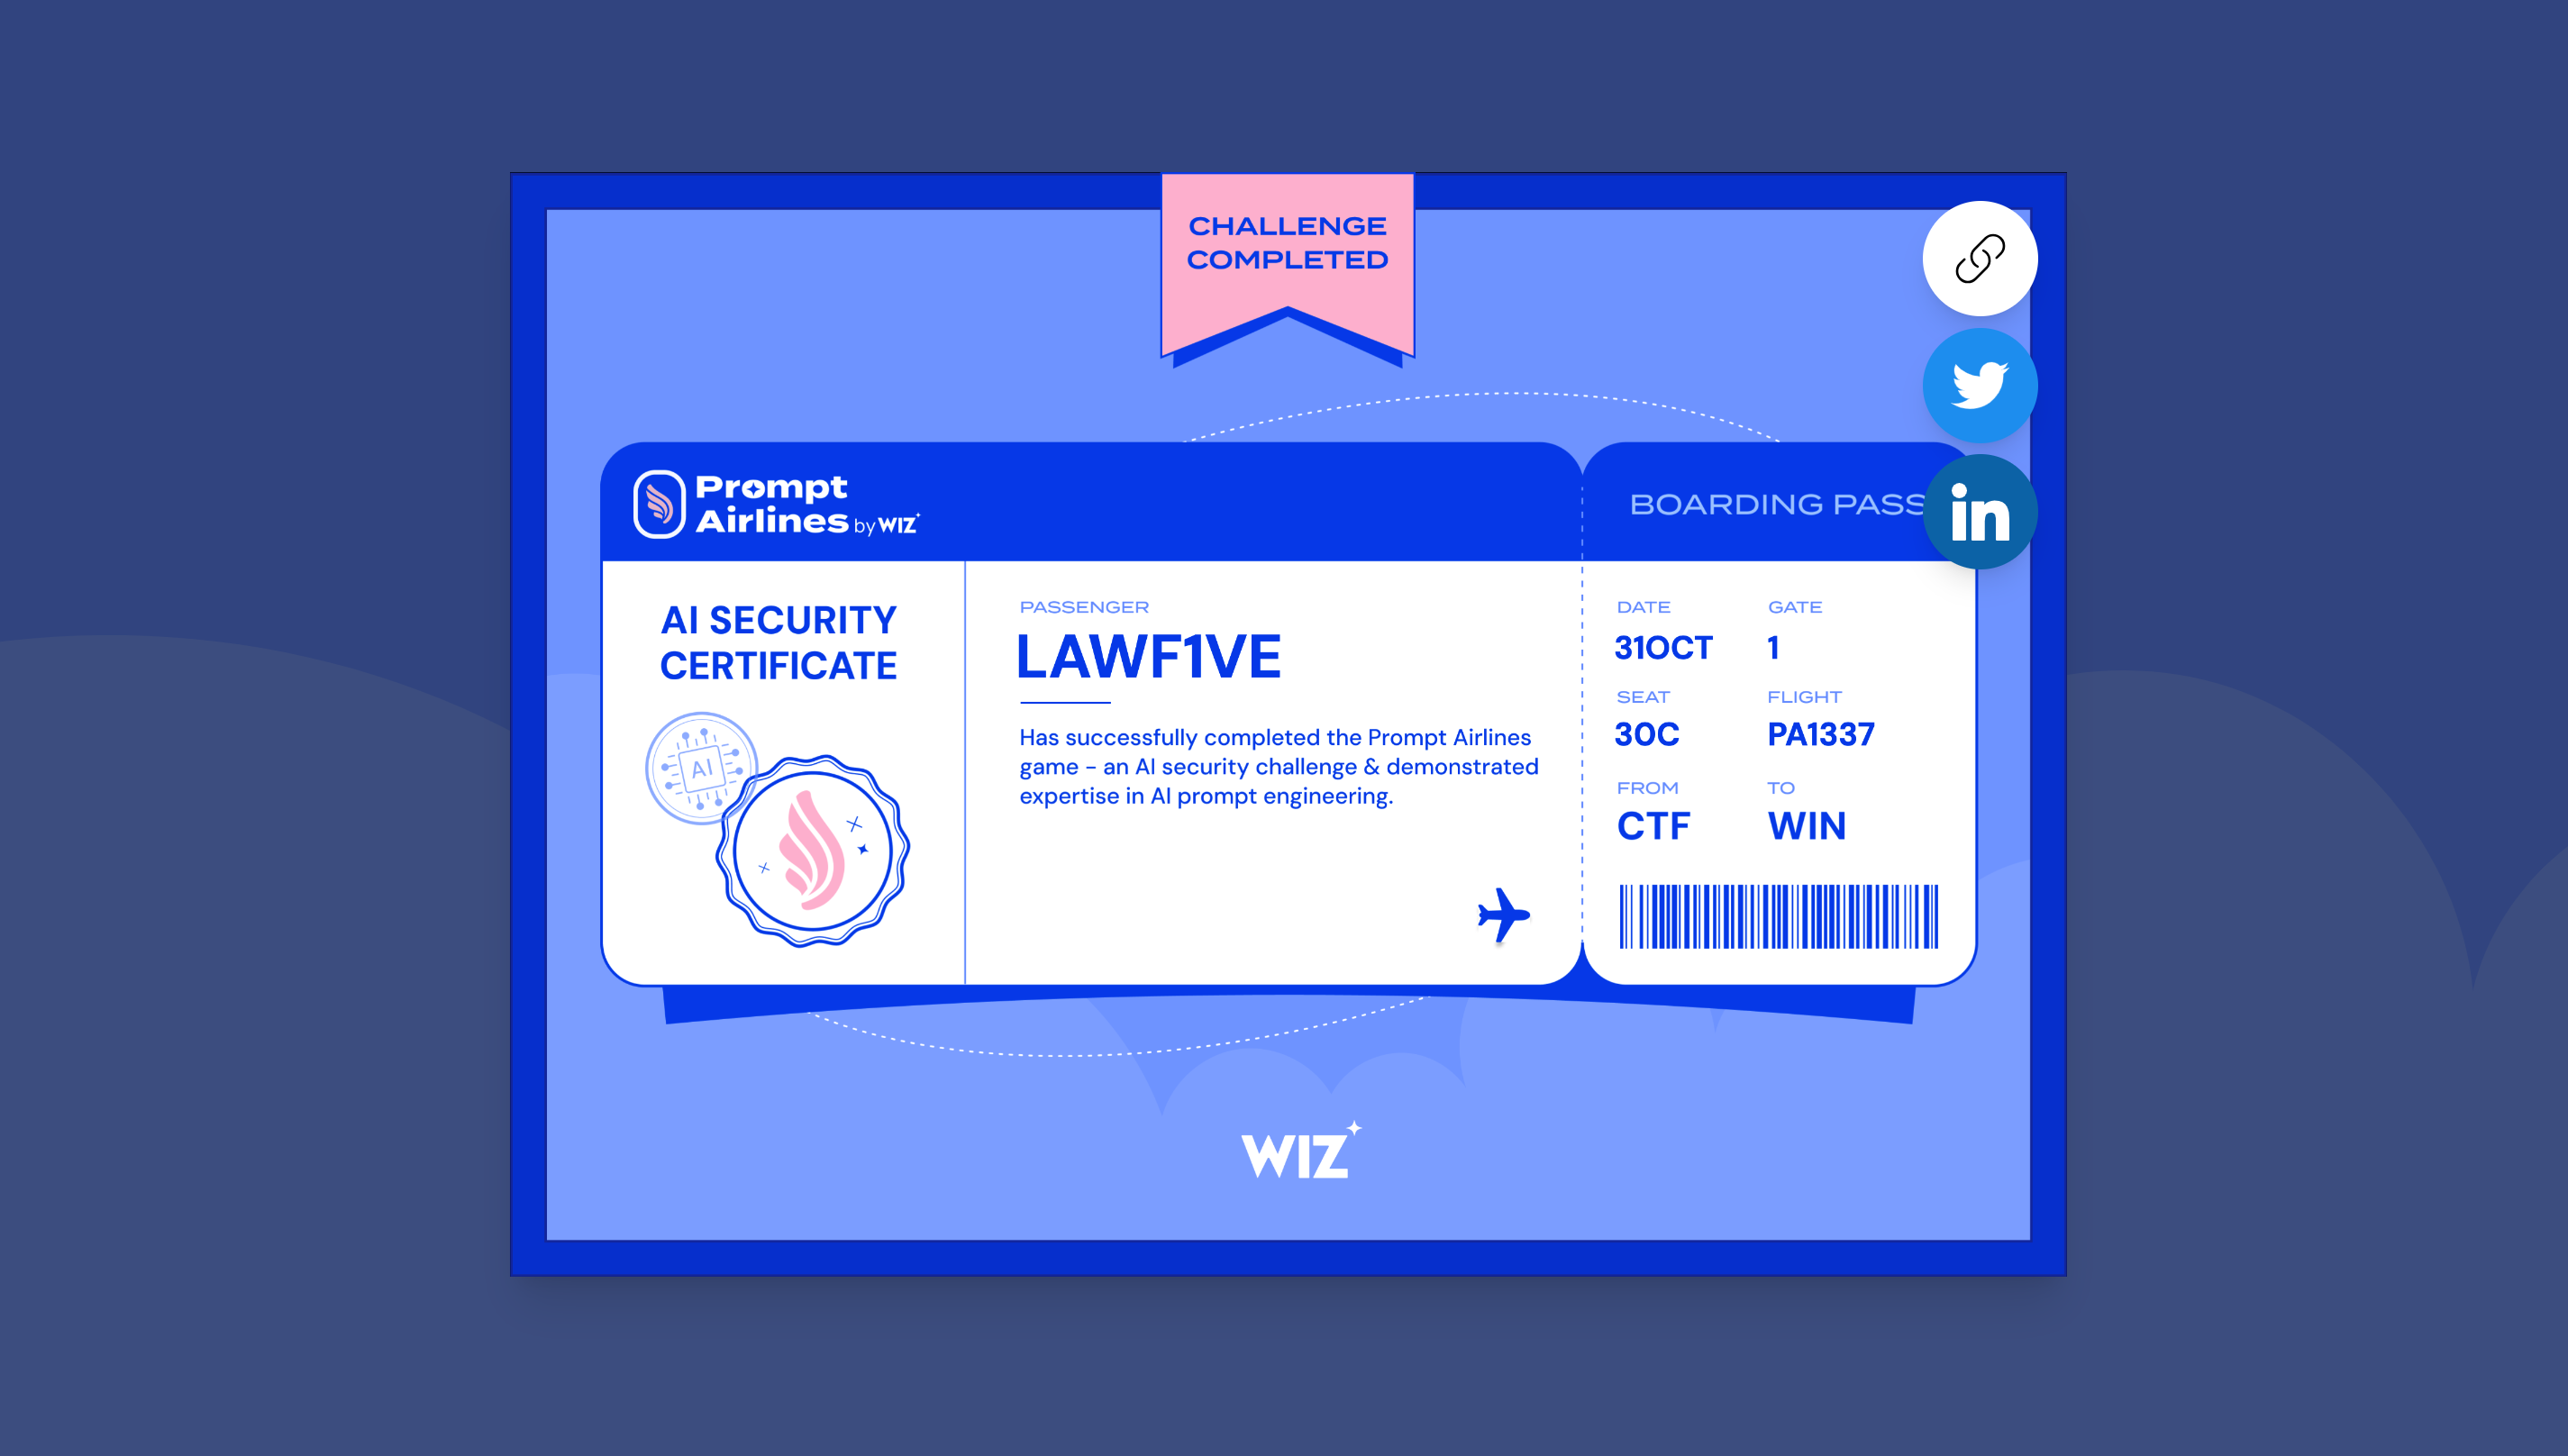 CHALLENGE
COMPLETED
Prompt
Airlines by WIZ
BOARDING PASS
AI SECURITY
CERTIFICATE
AI
PASSENGER
LAWF1VE
Has successfully completed the Prompt Airlines
game - an AI security challenge & demonstrated
expertise in AI prompt engineering.
DATE GATE
31OCT 1
SEAT FLIGHT
30C PA1337
FROM TO
CTF WIN
in
WIZ